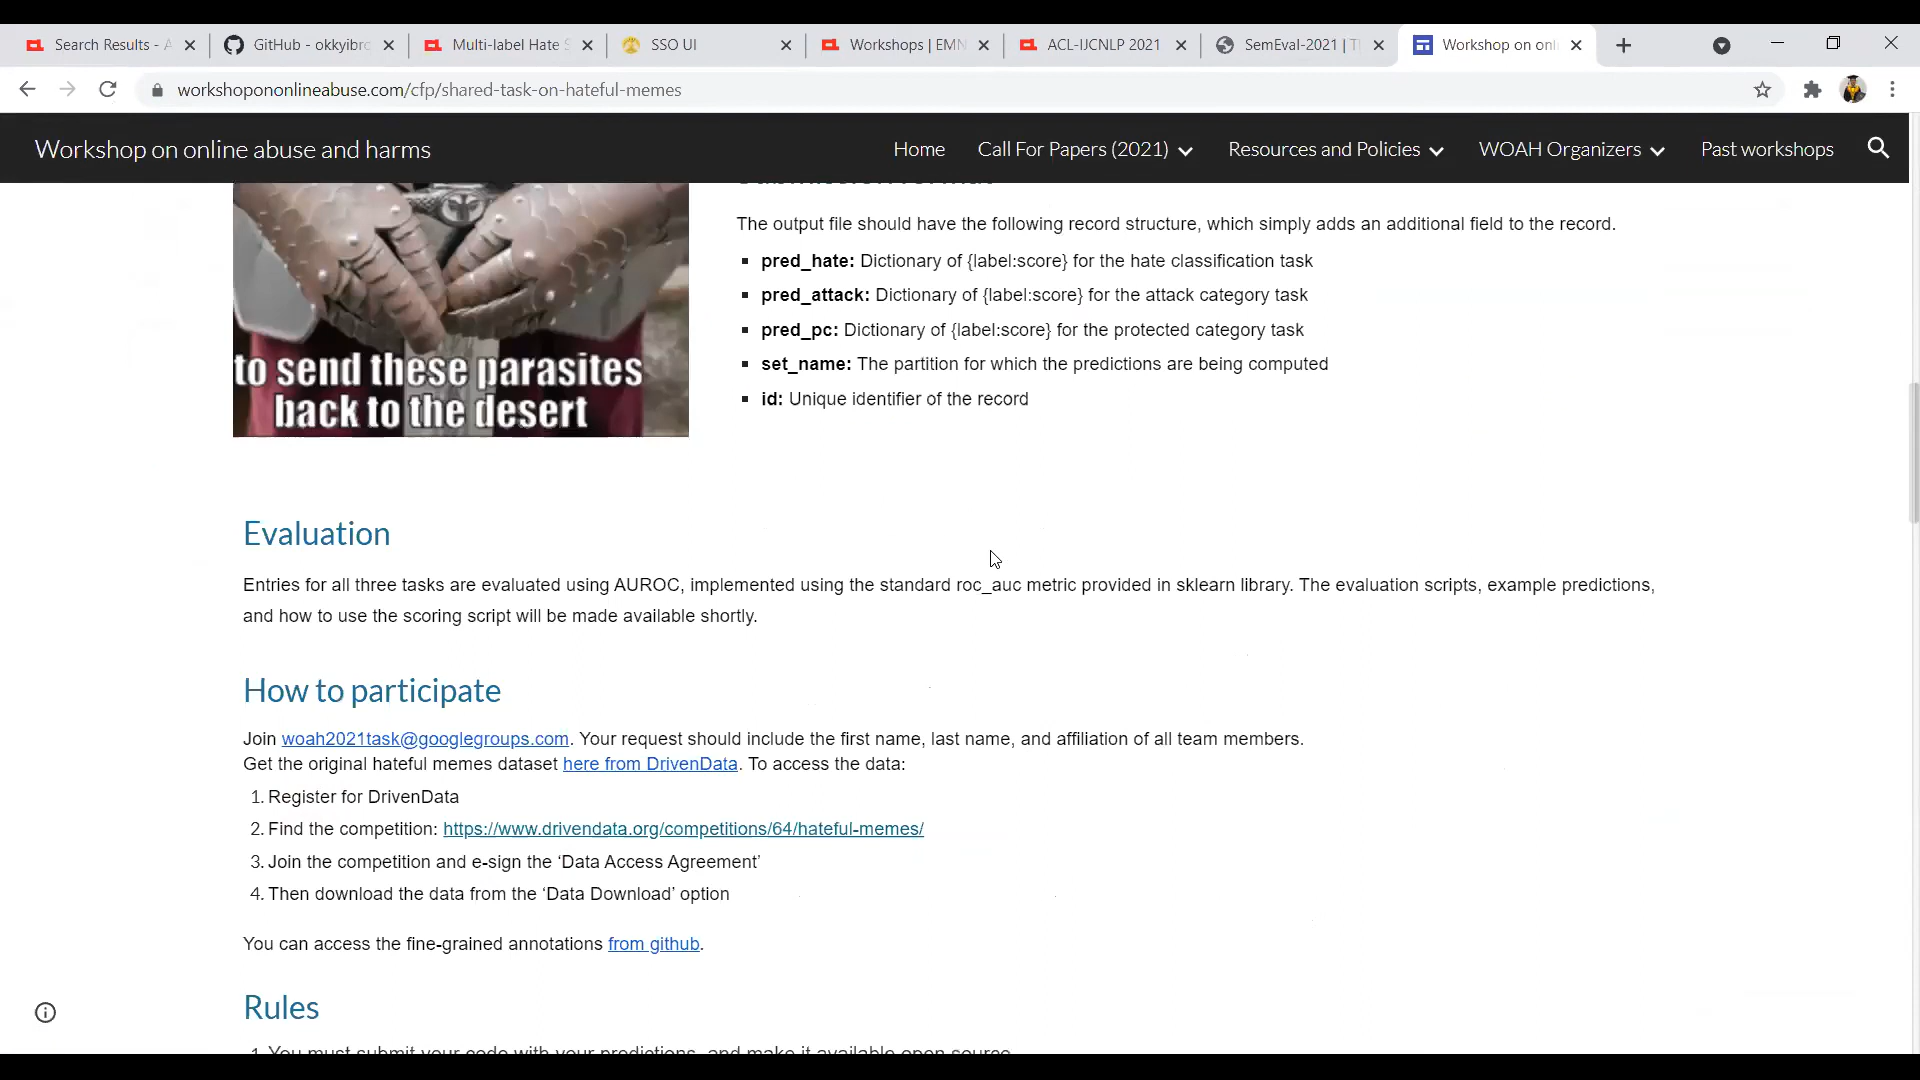 Search Results - A
GitHub - okkyibro
Multi-label Hate S
SSO UI
Workshops | EMN
ACL-IJCNLP 2021
SemEval-2021 | T
Workshop on onli
workshopononlineabuse.com/cfp/shared-task-on-hateful-memes
Workshop on online abuse and harms
Home
Call For Papers (2021)
Resources and Policies
WOAH Organizers
Past workshops
to send these parasites
back to the desert
The output file should have the following record structure, which simply adds an additional field to the record.
▪ pred_hate: Dictionary of {label:score} for the hate classification task
▪ pred_attack: Dictionary of {label:score} for the attack category task
▪ pred_pc: Dictionary of {label:score} for the protected category task
▪ set_name: The partition for which the predictions are being computed
▪ id: Unique identifier of the record
Evaluation
Entries for all three tasks are evaluated using AUROC, implemented using the standard roc_auc metric provided in sklearn library. The evaluation scripts, example predictions,
and how to use the scoring script will be made available shortly.
How to participate
Join woah2021task@googlegroups.com. Your request should include the first name, last name, and affiliation of all team members.
Get the original hateful memes dataset here from DrivenData. To access the data:
1. Register for DrivenData
2. Find the competition: https://www.drivendata.org/competitions/64/hateful-memes/
3. Join the competition and e-sign the ‘Data Access Agreement’
4. Then download the data from the ‘Data Download’ option
You can access the fine-grained annotations from github.
Rules
1. You must submit your code with your predictions, and make it available open source